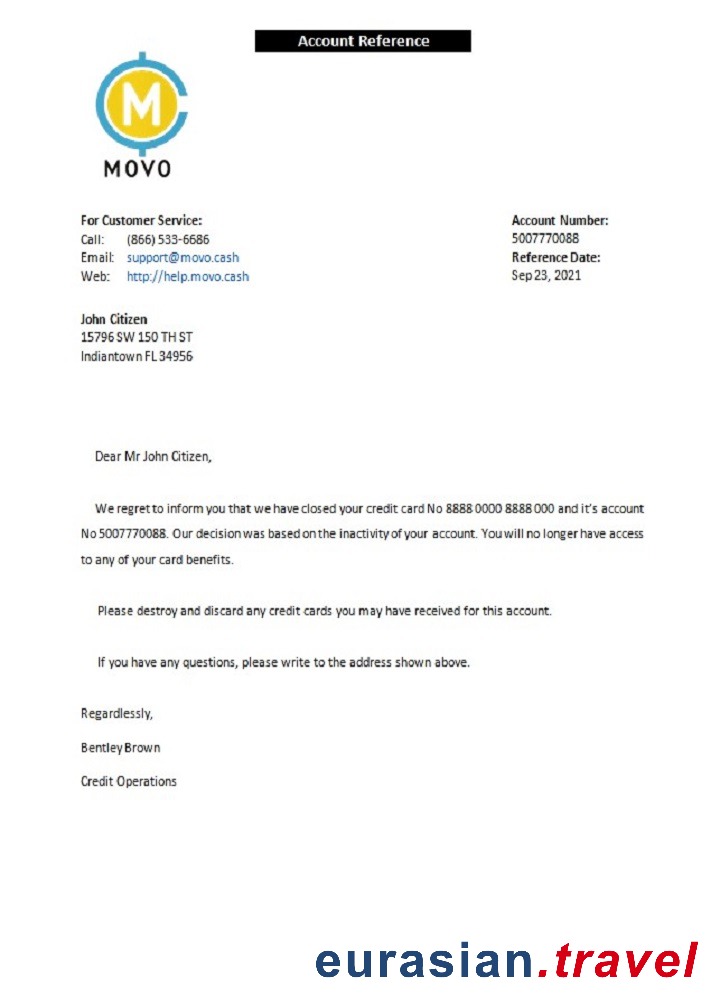 Account Reference
M
MOVO
For Customer Service:
Call: (866) 533-6686
Email: support@movo.cash
Web: http://help.movo.cash
Account Number:
5007770088
Reference Date:
Sep 23, 2021
John Citizen
15796 SW 150 TH ST
Indiantown FL 34956
Dear Mr John Citizen,
We regret to inform you that we have closed your credit card No 8888 0000 8888 000 and it's account
No 5007770088. Our decision was based on the inactivity of your account. You will no longer have access
to any of your card benefits.
Please destroy and discard any credit cards you may have received for this account.
If you have any questions, please write to the address shown above.
Regardlessly,
Bentley Brown
Credit Operations
eurasian.travel